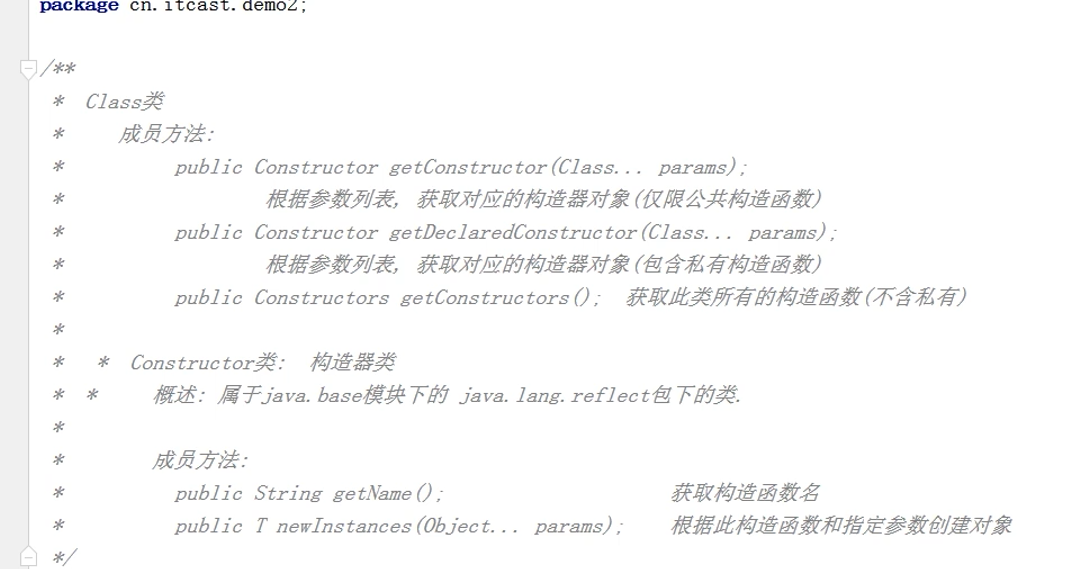 package cn.itcast.demo2;
/**
* Class类
* 成员方法:
* public Constructor getConstructor(Class... params);
* 根据参数列表, 获取对应的构造器对象(仅限公共构造函数)
* public Constructor getDeclaredConstructor(Class... params);
* 根据参数列表, 获取对应的构造器对象(包含私有构造函数)
* public Constructors getConstructors(); 获取此类所有的构造函数(不含私有)
*
* * Constructor类: 构造器类
* * 概述: 属于java.base模块下的 java.lang.reflect包下的类.
*
* 成员方法:
* public String getName(); 获取构造函数名
* public T newInstances(Object... params); 根据此构造函数和指定参数创建对象
*/